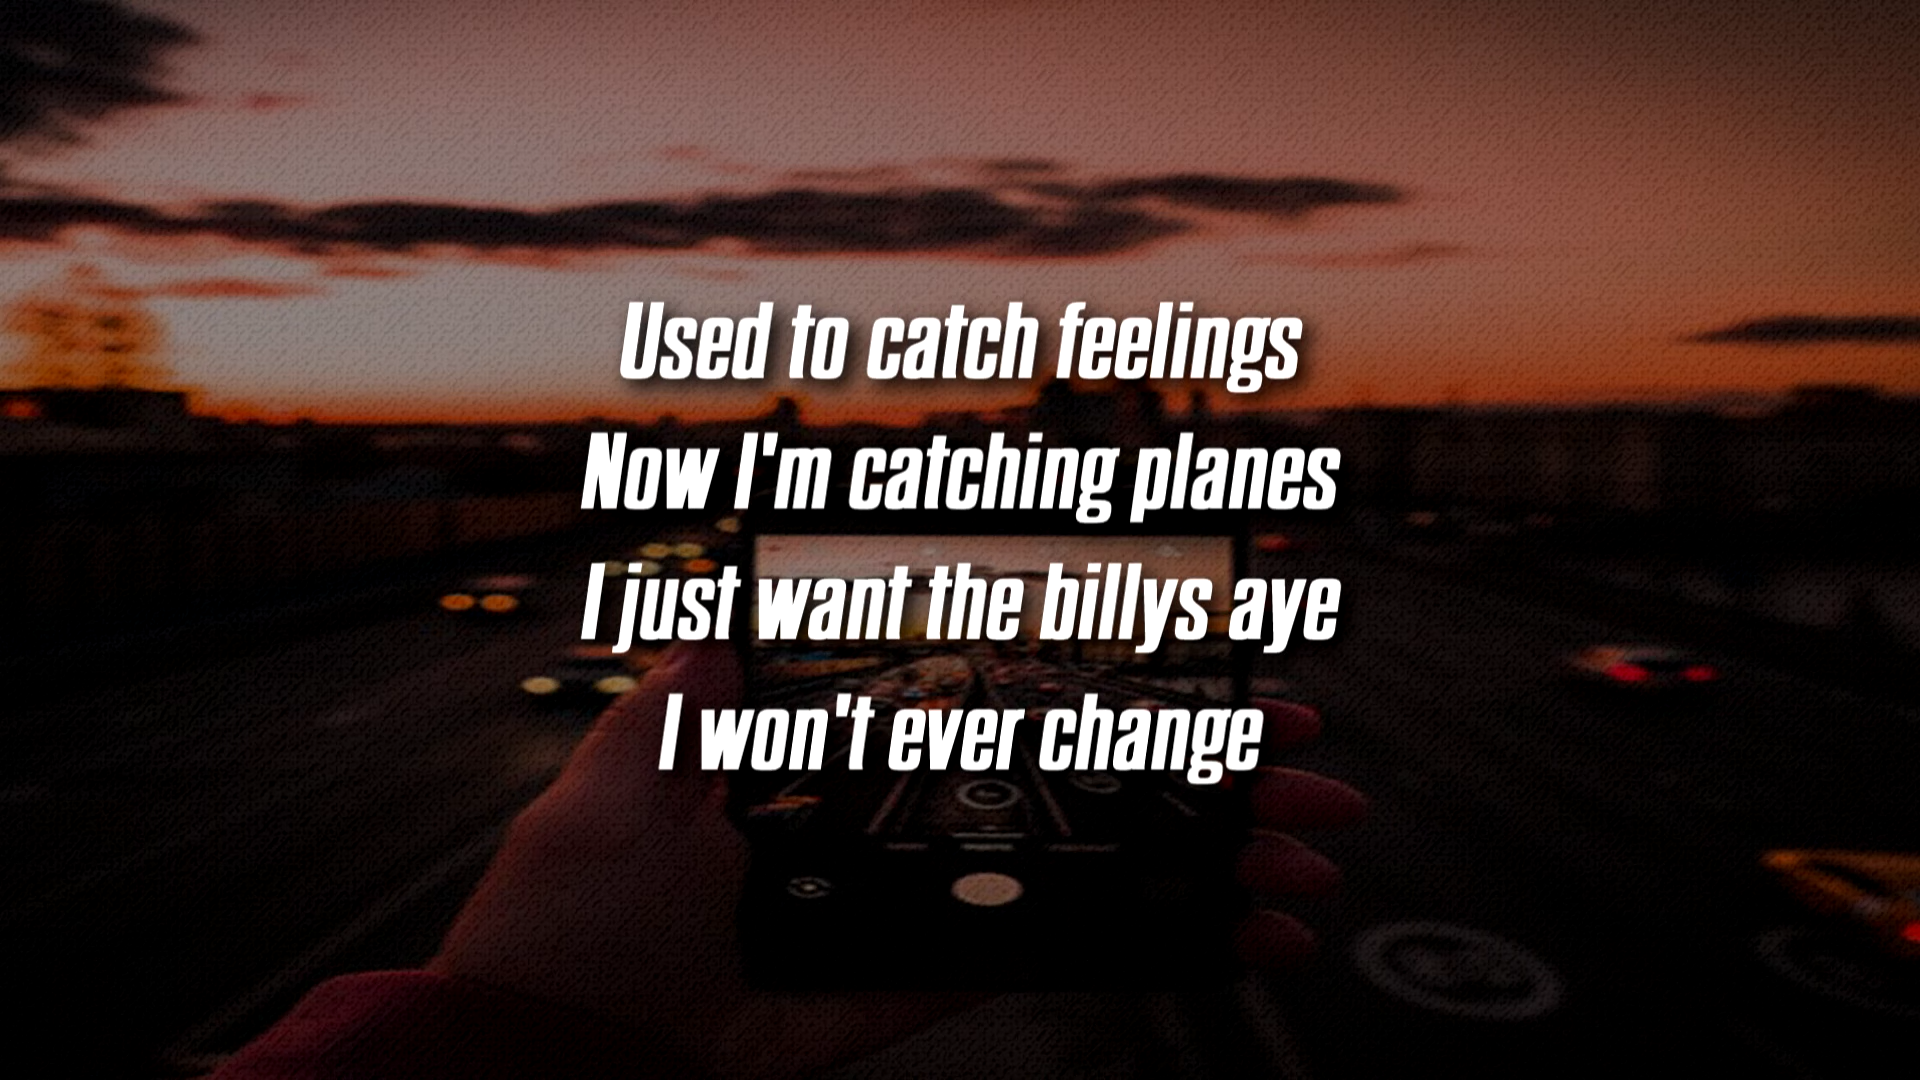 Used to catch feelings
Now I'm catching planes
I just want the billys aye
I won't ever change